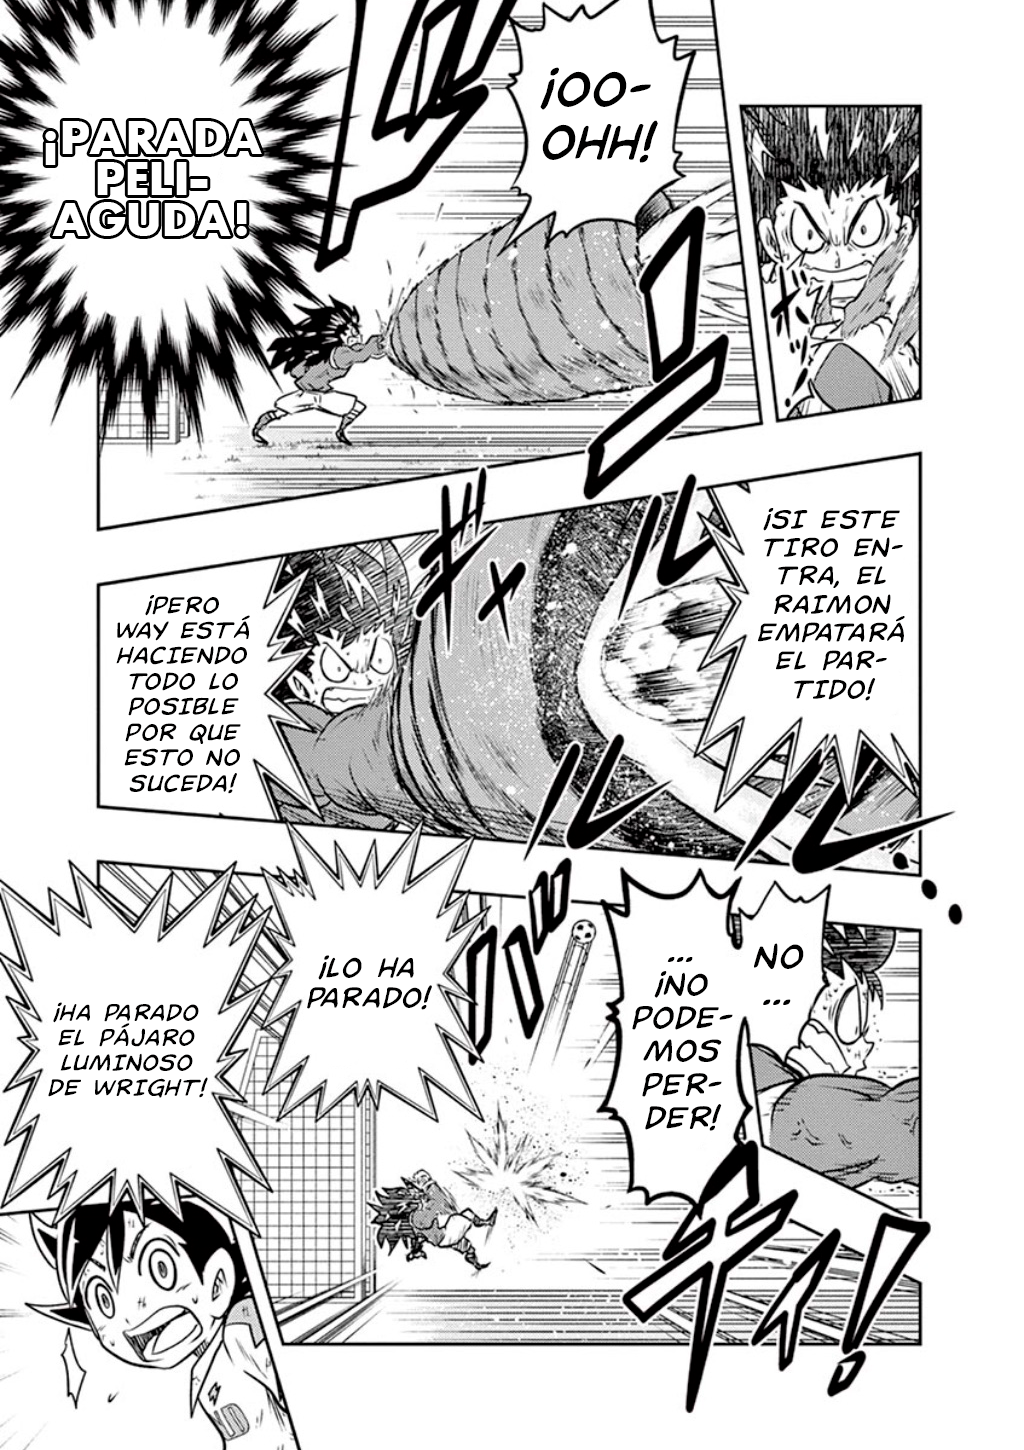 ¡OO-
OHH!
¡PARADA
PELI-
AGUDA!
¡SI ESTE
TIRO EN-
TRA, EL
RAIMON
EMPATARÁ
EL PAR-
TIDO!
¡PERO
WAY ESTÁ
HACIENDO
TODO LO
POSIBLE
POR QUE
ESTO NO
SUCEDA!
NO
...
...
¡NO
PODE-
MOS
PER-
DER!
¡LO HA
PARADO!
¡HA PARADO
EL PÁJARO
LUMINOSO
DE WRIGHT!